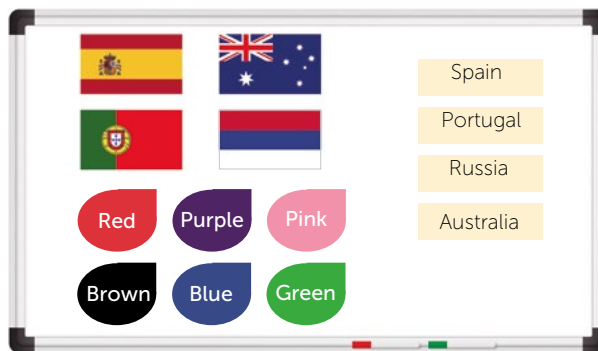 Spain
Portugal
Russia
Australia
Red
Purple
Pink
Brown
Blue
Green